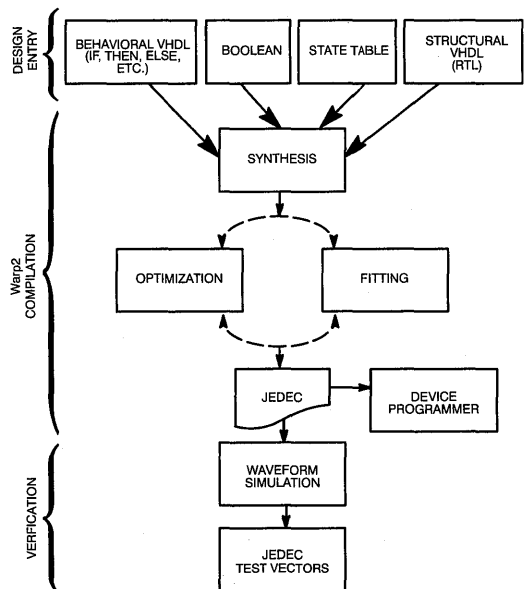 DESIGN
ENTRY
BEHAVIORAL VHDL
(IF, THEN, ELSE,
ETC.)
BOOLEAN
STATE TABLE
STRUCTURAL
VHDL
(RTL)
Warp2
COMPILATION
SYNTHESIS
OPTIMIZATION
FITTING
JEDEC
DEVICE
PROGRAMMER
VERFICATION
WAVEFORM
SIMULATION
JEDEC
TEST VECTORS